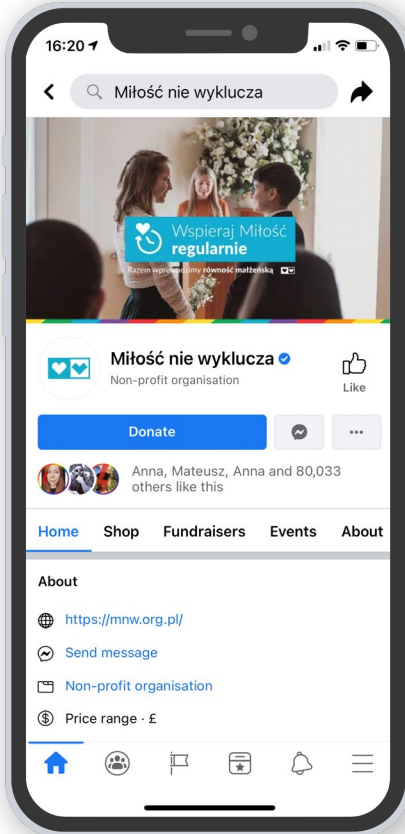 16:20
Miłość nie wyklucza
Wspieraj Miłość
regularnie
Razem wprowadzimy równość małżeńską
Miłość nie wyklucza
Non-profit organisation
Like
Donate
Anna, Mateusz, Anna and 80,033
others like this
Home Shop Fundraisers Events About
About
https://mnw.org.pl/
Send message
Non-profit organisation
Price range · £